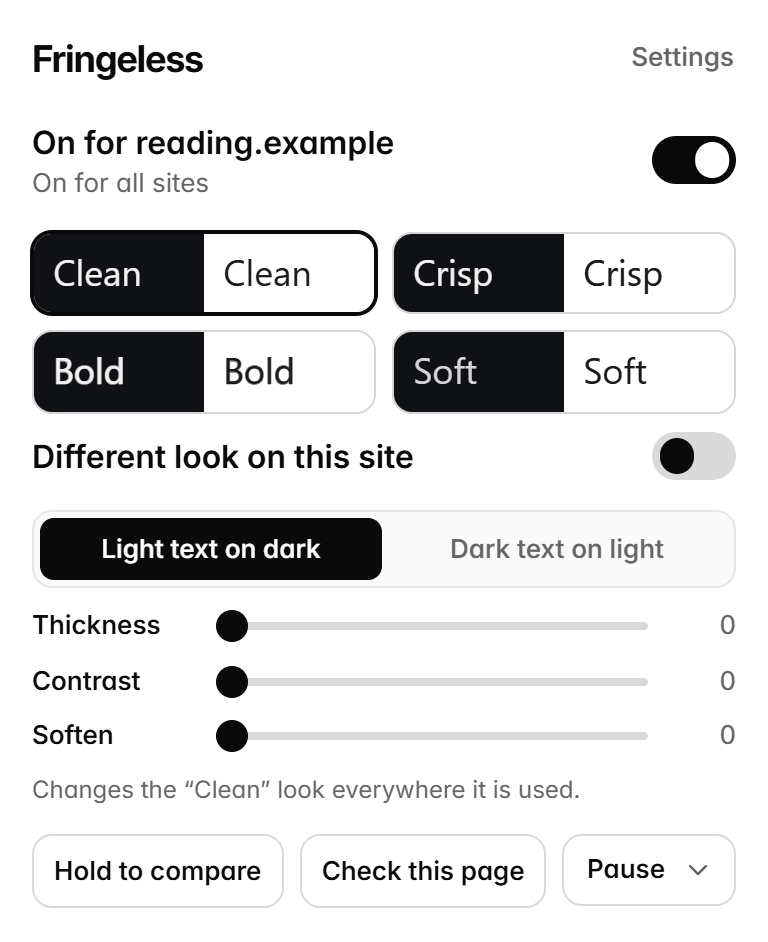 Fringeless
Settings
On for reading.example
On for all sites
Clean Clean
Crisp Crisp
Bold Bold
Soft Soft
Different look on this site
Light text on dark
Dark text on light
Thickness 0
Contrast 0
Soften 0
Changes the “Clean” look everywhere it is used.
Hold to compare
Check this page
Pause